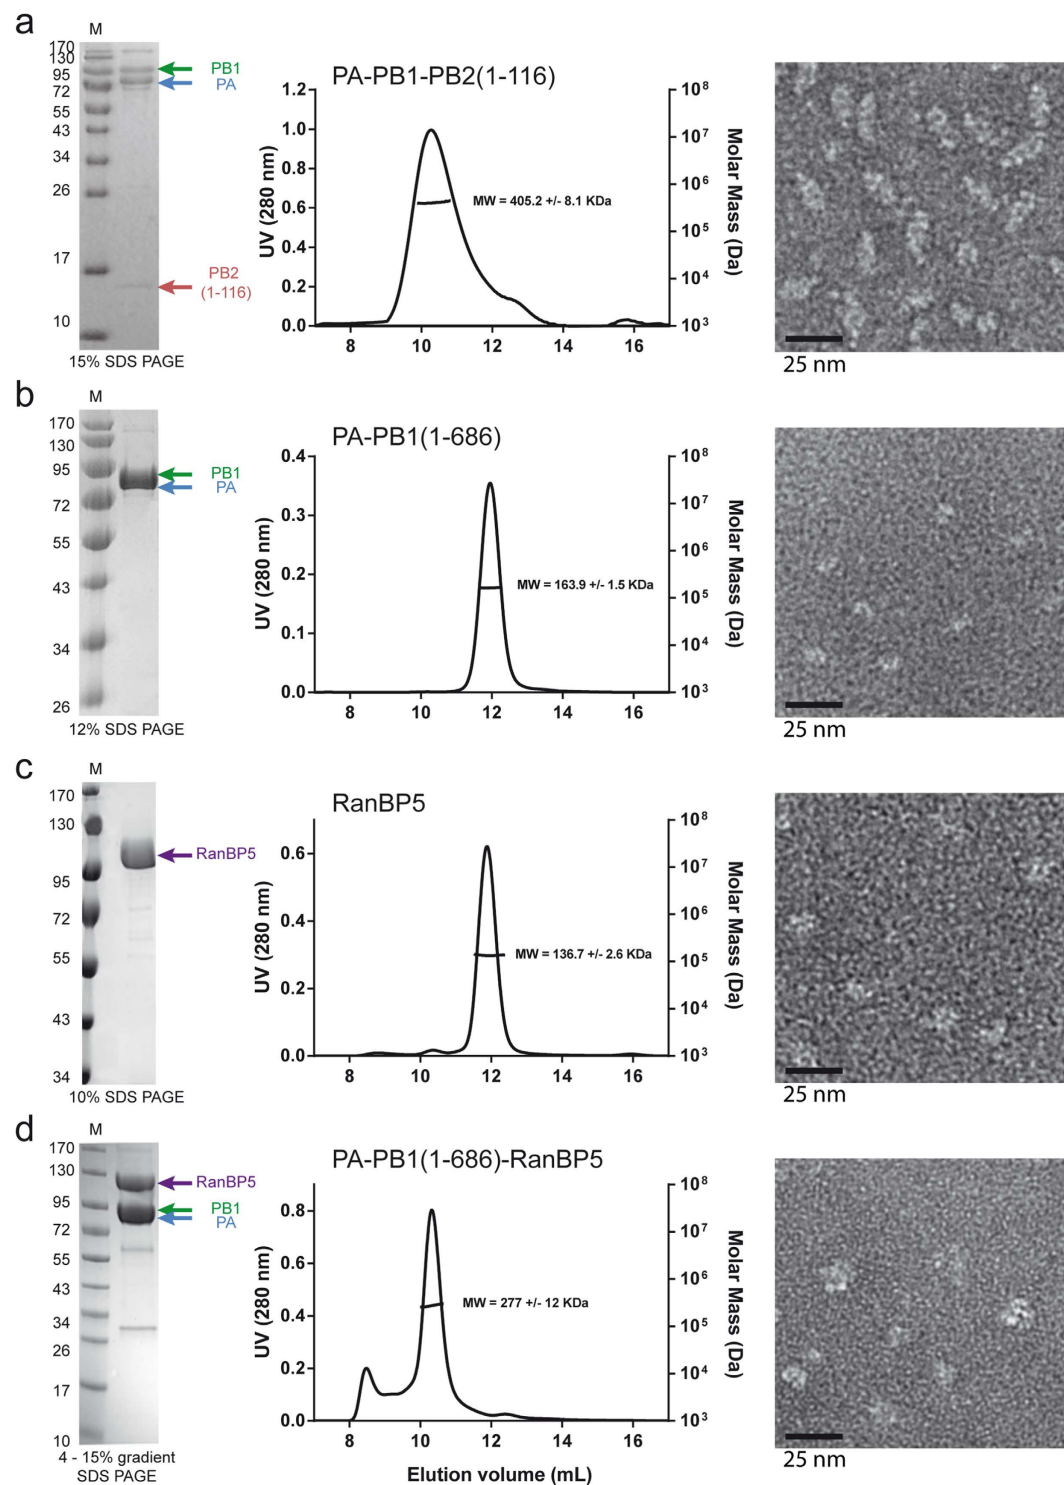 a
M
170
130
95
72
55
43
34
26
17
10
PB1
PA
PB2
(1-116)
15% SDS PAGE
PA-PB1-PB2(1-116)
UV (280 nm)
1.2
1.0
0.8
0.6
0.4
0.2
0.0
8 10 12 14 16
MW = 405.2 +/- 8.1 KDa
10⁸
10⁷
10⁶
10⁵
10⁴
10³
Molar Mass (Da)
25 nm
b
M
170
130
95
72
55
43
34
26
PB1
PA
12% SDS PAGE
PA-PB1(1-686)
UV (280 nm)
0.4
0.3
0.2
0.1
0.0
8 10 12 14 16
MW = 163.9 +/- 1.5 KDa
10⁸
10⁷
10⁶
10⁵
10⁴
10³
Molar Mass (Da)
25 nm
c
M
170
130
95
72
55
43
34
RanBP5
10% SDS PAGE
RanBP5
UV (280 nm)
0.6
0.4
0.2
0.0
8 10 12 14 16
MW = 136.7 +/- 2.6 KDa
10⁸
10⁷
10⁶
10⁵
10⁴
10³
Molar Mass (Da)
25 nm
d
M
170
130
95
72
55
43
34
26
17
10
RanBP5
PB1
PA
4 - 15% gradient
SDS PAGE
PA-PB1(1-686)-RanBP5
UV (280 nm)
0.8
0.6
0.4
0.2
0.0
8 10 12 14 16
Elution volume (mL)
MW = 277 +/- 12 KDa
10⁸
10⁷
10⁶
10⁵
10⁴
10³
Molar Mass (Da)
25 nm